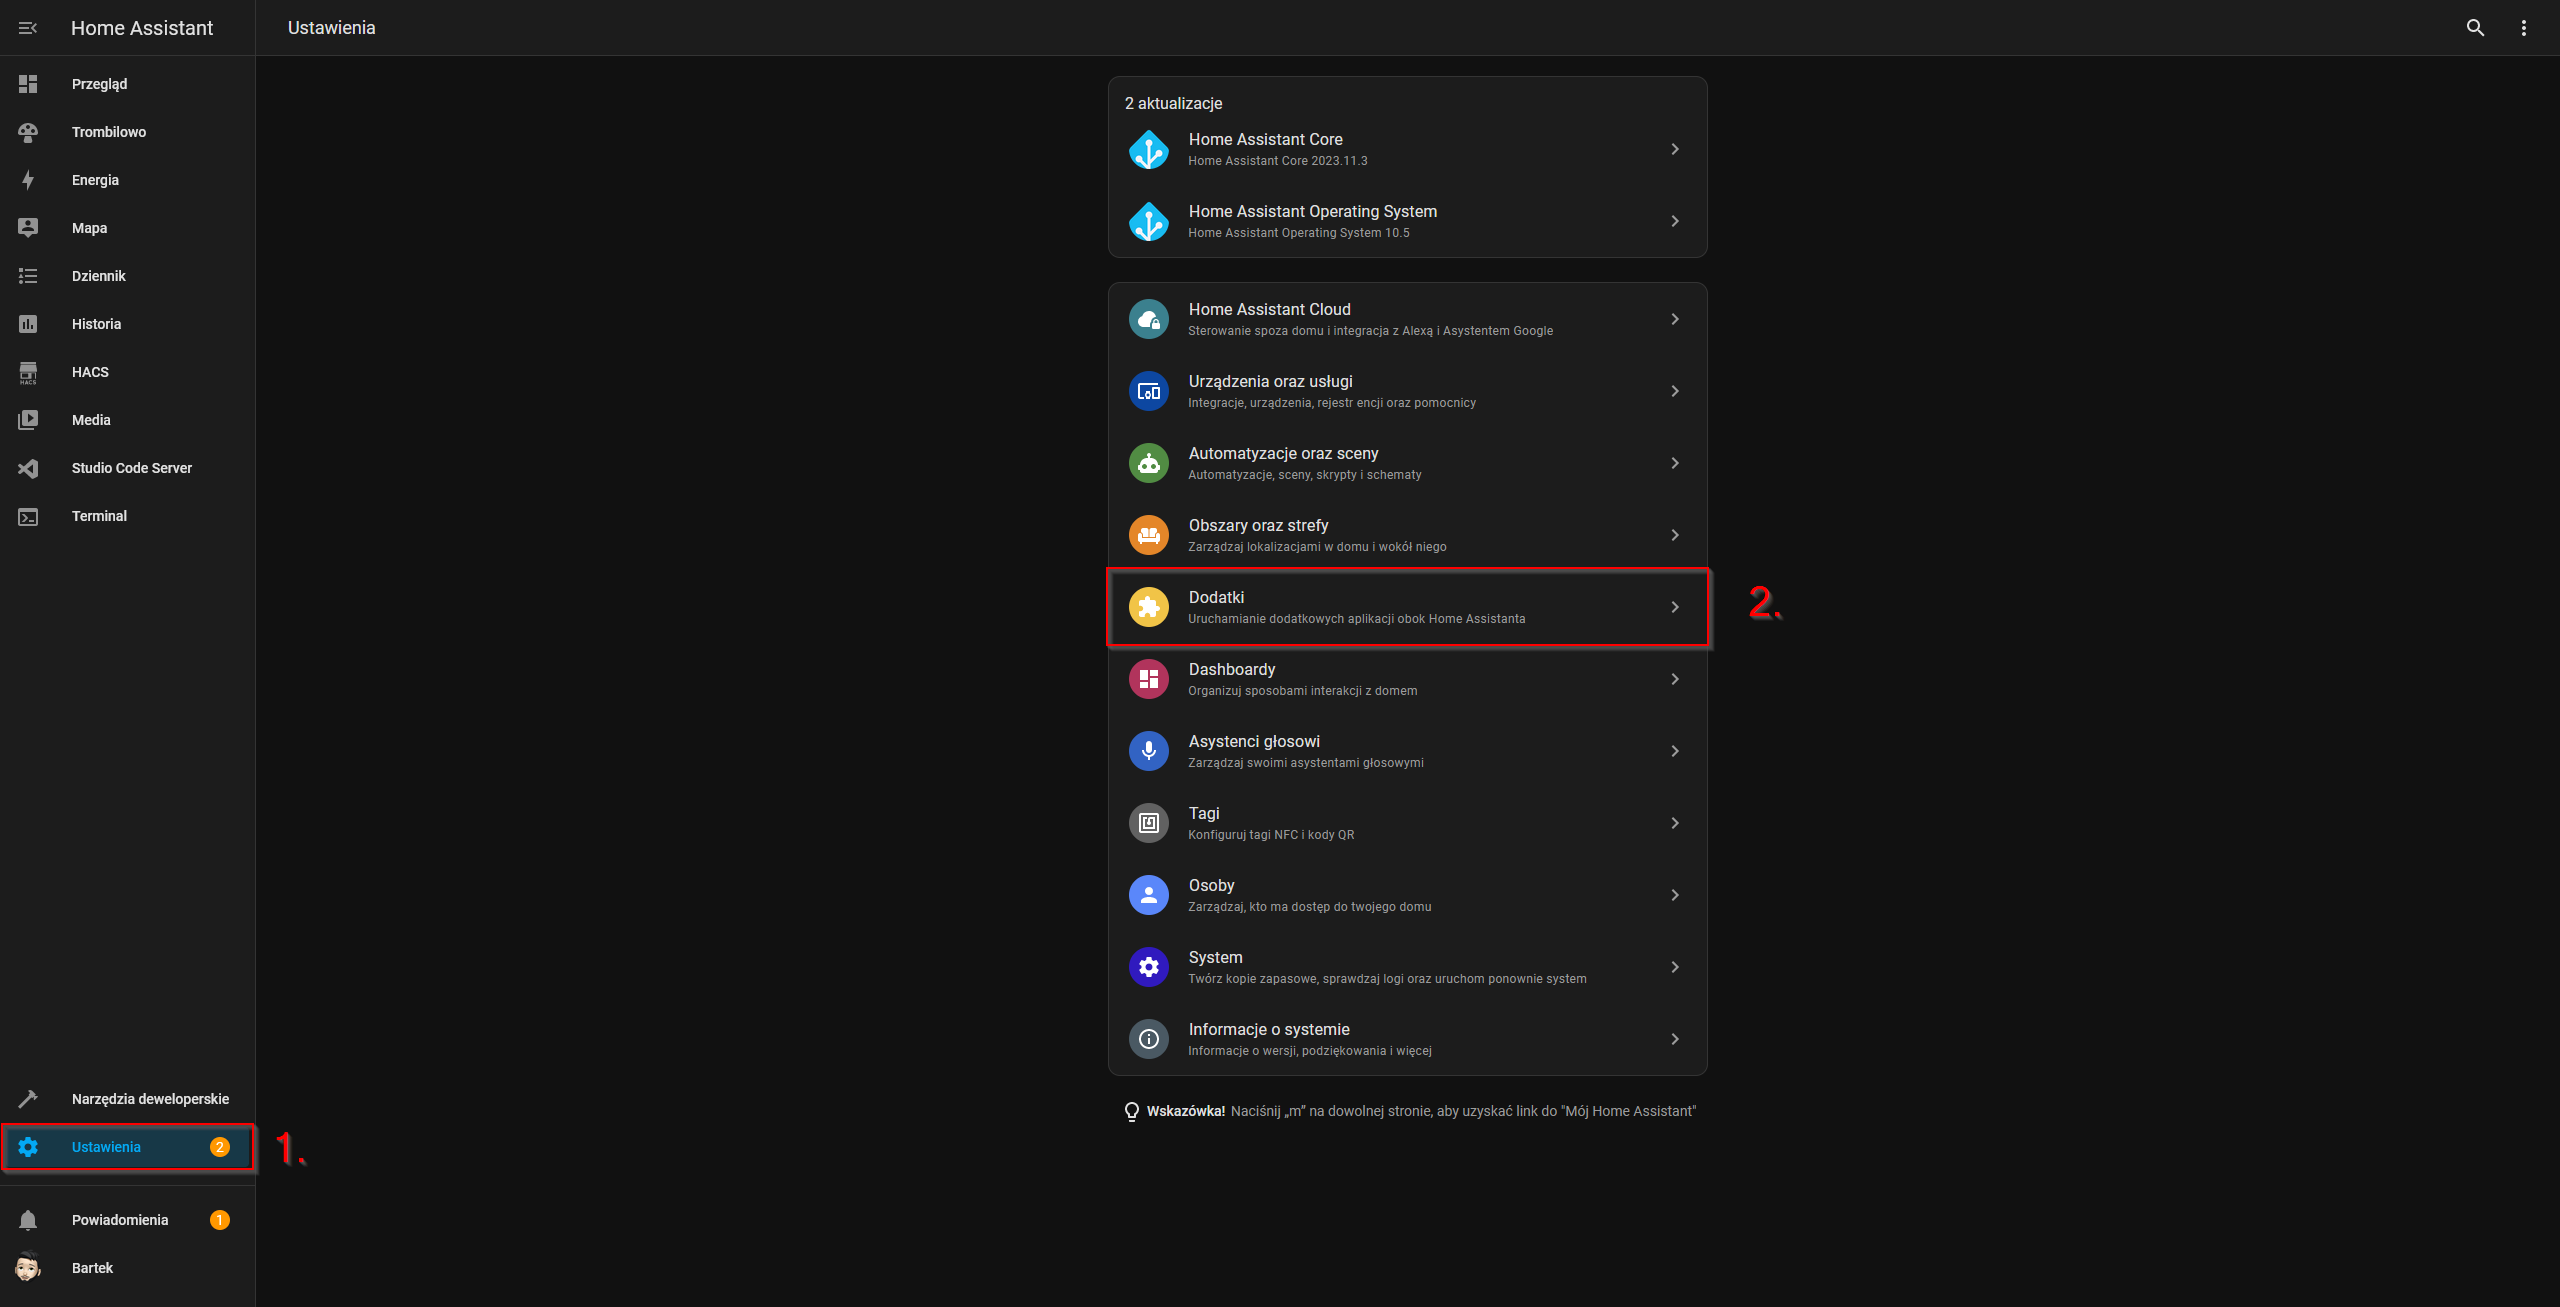 Home Assistant
Ustawienia
Przegląd
Trombilowo
Energia
Mapa
Dziennik
Historia
HACS
HACS
Media
Studio Code Server
Terminal
Narzędzia deweloperskie
Ustawienia 2
1.
Powiadomienia 1
Bartek
2 aktualizacje
Home Assistant Core
Home Assistant Core 2023.11.3
Home Assistant Operating System
Home Assistant Operating System 10.5
Home Assistant Cloud
Sterowanie spoza domu i integracja z Alexą i Asystentem Google
Urządzenia oraz usługi
Integracje, urządzenia, rejestr encji oraz pomocnicy
Automatyzacje oraz sceny
Automatyzacje, sceny, skrypty i schematy
Obszary oraz strefy
Zarządzaj lokalizacjami w domu i wokół niego
Dodatki
Uruchamianie dodatkowych aplikacji obok Home Assistanta
2.
Dashboardy
Organizuj sposobami interakcji z domem
Asystenci głosowi
Zarządzaj swoimi asystentami głosowymi
Tagi
Konfiguruj tagi NFC i kody QR
Osoby
Zarządzaj, kto ma dostęp do twojego domu
System
Twórz kopie zapasowe, sprawdzaj logi oraz uruchom ponownie system
Informacje o systemie
Informacje o wersji, podziękowania i więcej
Wskazówka! Naciśnij „m” na dowolnej stronie, aby uzyskać link do "Mój Home Assistant"